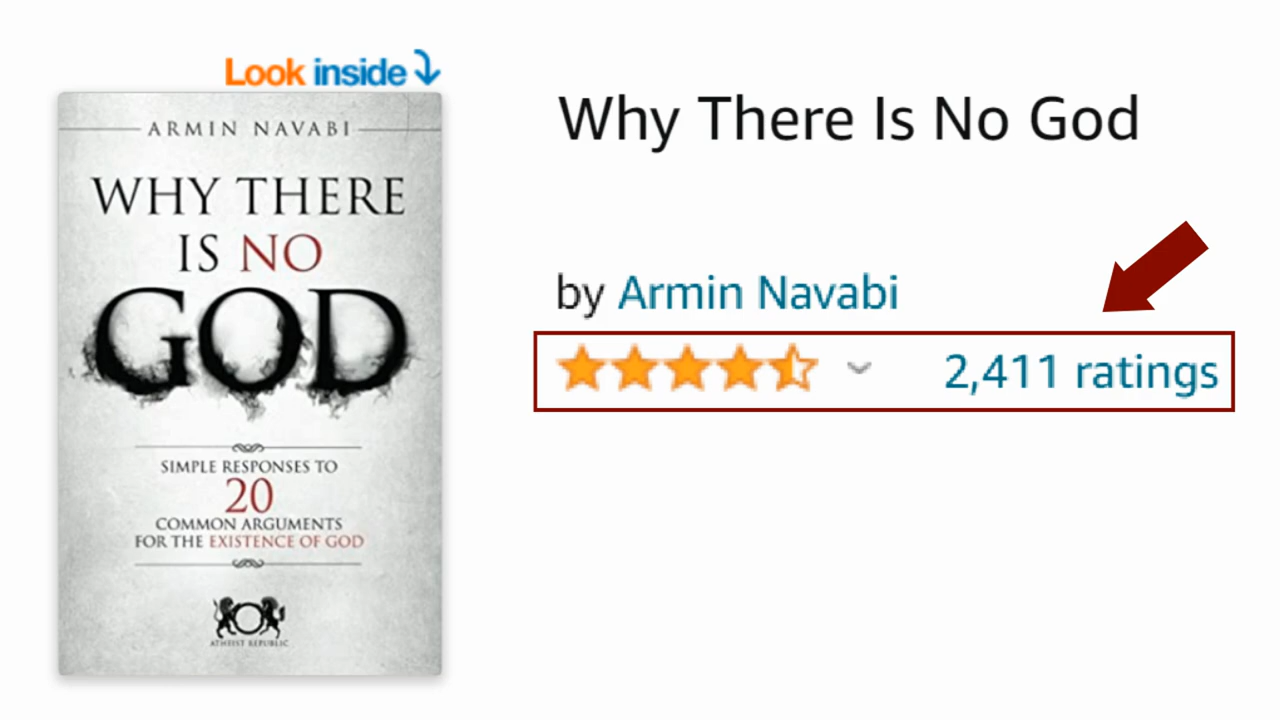 Look inside
ARMIN NAVABI
WHY THERE
IS NO
GOD
SIMPLE RESPONSES TO
20
COMMON ARGUMENTS
FOR THE EXISTENCE OF GOD
ATHEIST REPUBLIC
Why There Is No God
by Armin Navabi
2,411 ratings